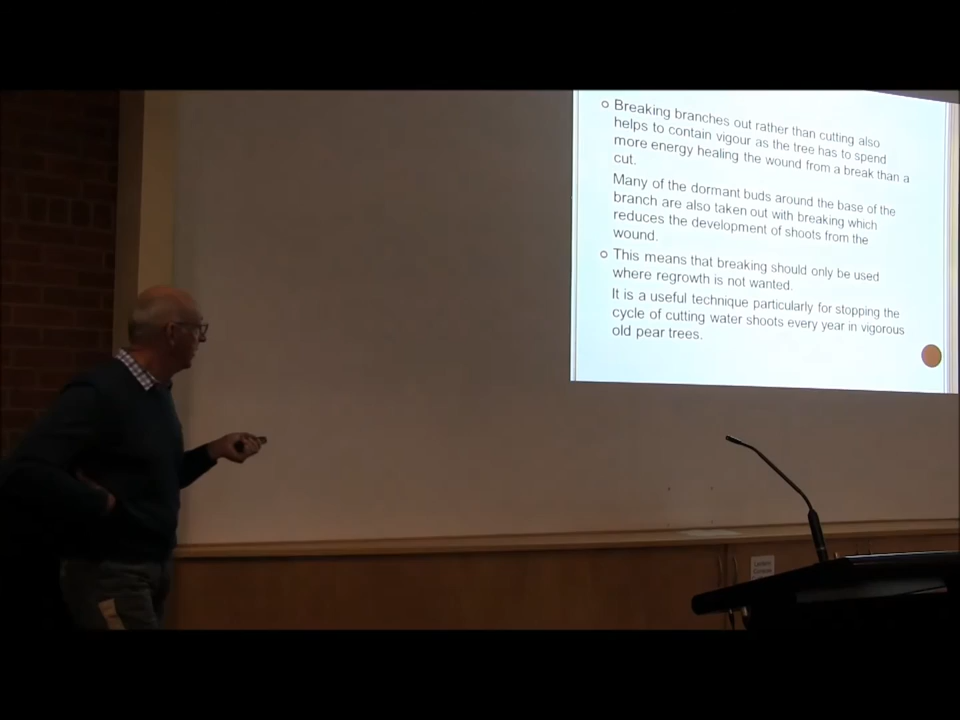 Breaking branches out rather than cutting also
helps to contain vigour as the tree has to spend
more energy healing the wound from a break than a
cut.
Many of the dormant buds around the base of the
branch are also taken out with breaking which
reduces the development of shoots from the
wound.
This means that breaking should only be used
where regrowth is not wanted.
It is a useful technique particularly for stopping the
cycle of cutting water shoots every year in vigorous
old pear trees.